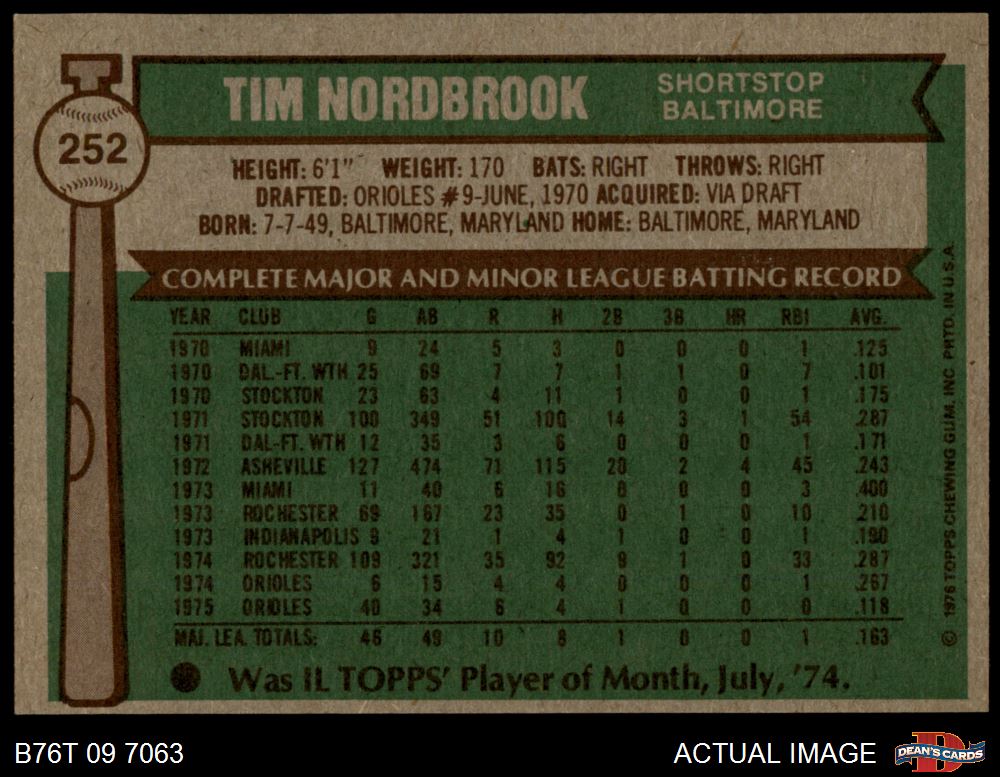 TIM NORDBROOK
SHORTSTOP
BALTIMORE
252
HEIGHT: 6'1" WEIGHT: 170 BATS: RIGHT THROWS: RIGHT
DRAFTED: ORIOLES #9-JUNE, 1970 ACQUIRED: VIA DRAFT
BORN: 7-7-49, BALTIMORE, MARYLAND HOME: BALTIMORE, MARYLAND
COMPLETE MAJOR AND MINOR LEAGUE BATTING RECORD
YEAR CLUB G AB R H 2B 3B HR RBI AVG.
1970 MIAMI 9 24 5 3 0 0 0 1 .125
1970 DAL.-FT. WTH 25 69 7 7 1 1 0 7 .101
1970 STOCKTON 23 63 4 11 1 0 0 1 .175
1971 STOCKTON 100 349 51 100 14 3 1 54 .287
1971 DAL-FT. WTH 12 35 3 6 0 0 0 1 .171
1972 ASHEVILLE 127 474 71 115 20 2 4 45 .243
1973 MIAMI 11 40 6 16 0 0 3 .400
1973 ROCHESTER 69 167 23 35 0 1 0 10 .210
1973 INDIANAPOLIS 9 21 1 4 1 0 0 1 .190
1974 ROCHESTER 109 321 35 92 9 1 0 33 .287
1974 ORIOLES 6 15 4 4 0 0 0 1 .267
1975 ORIOLES 40 34 6 4 1 0 0 0 .118
MAJ. LEA. TOTALS: 46 49 10 8 1 0 0 1 .163
Was IL TOPPS' Player of Month, July, '74.
© 1976 TOPPS CHEWING GUM, INC. PRTD. IN U.S.A.
B76T 09 7063
ACTUAL IMAGE
DEAN'S CARDS